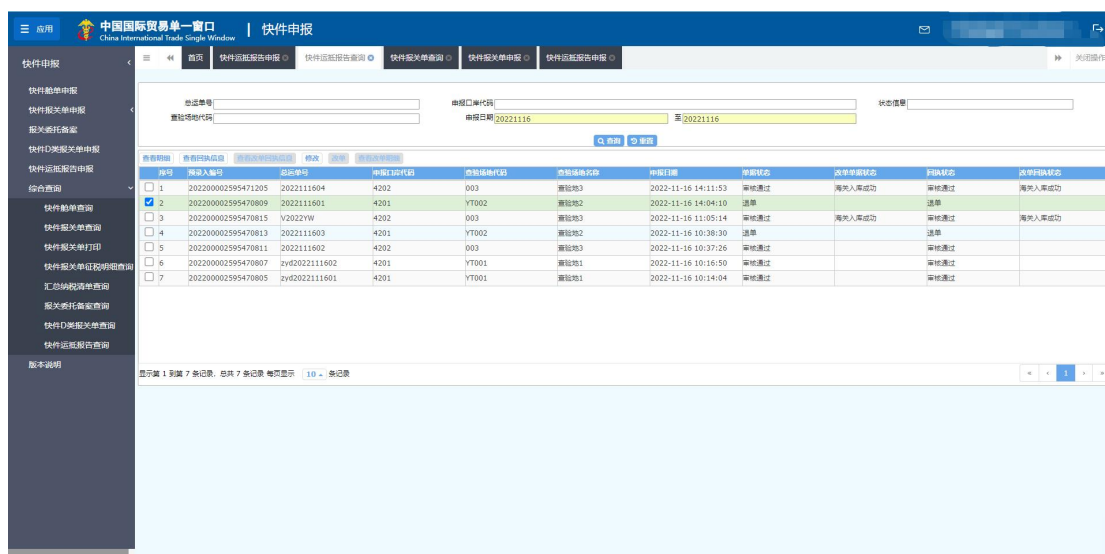 应用 中国国际贸易单一窗口 | 快件申报
China International Trade Single Window
快件申报
首页 快件运抵报告申报 快件运抵报告查询 快件报关单查询 快件报关单申报 快件运抵报告申报 关闭操作
快件舱单申报
快件报关单申报
报关委托备案
快件D类报关单申报
快件运抵报告申报
综合查询
快件舱单查询
快件报关单查询
快件报关单打印
快件报关单征税明细查询
汇总纳税清单查询
报关委托备案查询
快件D类报关单查询
快件运抵报告查询
版本说明
总运单号 申报口岸代码 状态信息
查验场地代码 申报日期 20221116 至 20221116
查询 重置
查看明细 查看回执信息 查看改单回执信息 修改 改单 查看改单明细
序号 预录入编号 总运单号 申报口岸代码 查验场地代码 查验场地名称 申报日期 单据状态 改单单据状态 回执状态 改单回执状态
1 202200002595471205 2022111604 4202 003 查验地3 2022-11-16 14:11:53 审核通过 海关入库成功 审核通过 海关入库成功
2 202200002595470809 2022111601 4201 YT002 查验地2 2022-11-16 14:04:10 退单 退单
3 202200002595470815 V2022YW 4202 003 查验地3 2022-11-16 11:05:14 审核通过 海关入库成功 审核通过 海关入库成功
4 202200002595470813 2022111603 4201 YT002 查验地2 2022-11-16 10:38:30 退单 退单
5 202200002595470811 2022111602 4202 003 查验地3 2022-11-16 10:37:26 审核通过 审核通过
6 202200002595470807 zyd2022111602 4201 YT001 查验地1 2022-11-16 10:16:50 审核通过 审核通过
7 202200002595470805 zyd2022111601 4201 YT001 查验地1 2022-11-16 10:14:04 审核通过 审核通过
显示第 1 到第 7 条记录, 总共 7 条记录 每页显示 10 条记录 1